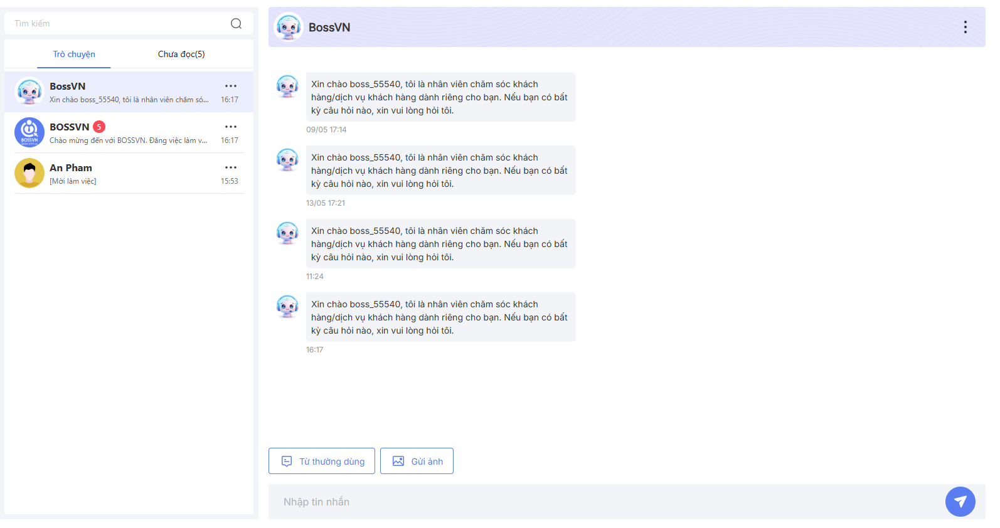 Tìm kiếm
Trò chuyện
Chưa đọc(5)
BossVN
Xin chào boss_55540, tôi là nhân viên chăm só...
16:17
BOSSVN
BOSSVN 5
Chào mừng đến với BOSSVN. Đăng việc làm v...
16:17
An Pham
[Mời làm việc]
15:53
BossVN
Xin chào boss_55540, tôi là nhân viên chăm sóc khách
hàng/dịch vụ khách hàng dành riêng cho bạn. Nếu bạn có bất
kỳ câu hỏi nào, xin vui lòng hỏi tôi.
09/05 17:14
Xin chào boss_55540, tôi là nhân viên chăm sóc khách
hàng/dịch vụ khách hàng dành riêng cho bạn. Nếu bạn có bất
kỳ câu hỏi nào, xin vui lòng hỏi tôi.
13/05 17:21
Xin chào boss_55540, tôi là nhân viên chăm sóc khách
hàng/dịch vụ khách hàng dành riêng cho bạn. Nếu bạn có bất
kỳ câu hỏi nào, xin vui lòng hỏi tôi.
11:24
Xin chào boss_55540, tôi là nhân viên chăm sóc khách
hàng/dịch vụ khách hàng dành riêng cho bạn. Nếu bạn có bất
kỳ câu hỏi nào, xin vui lòng hỏi tôi.
16:17
Từ thường dùng
Gửi ảnh
Nhập tin nhắn